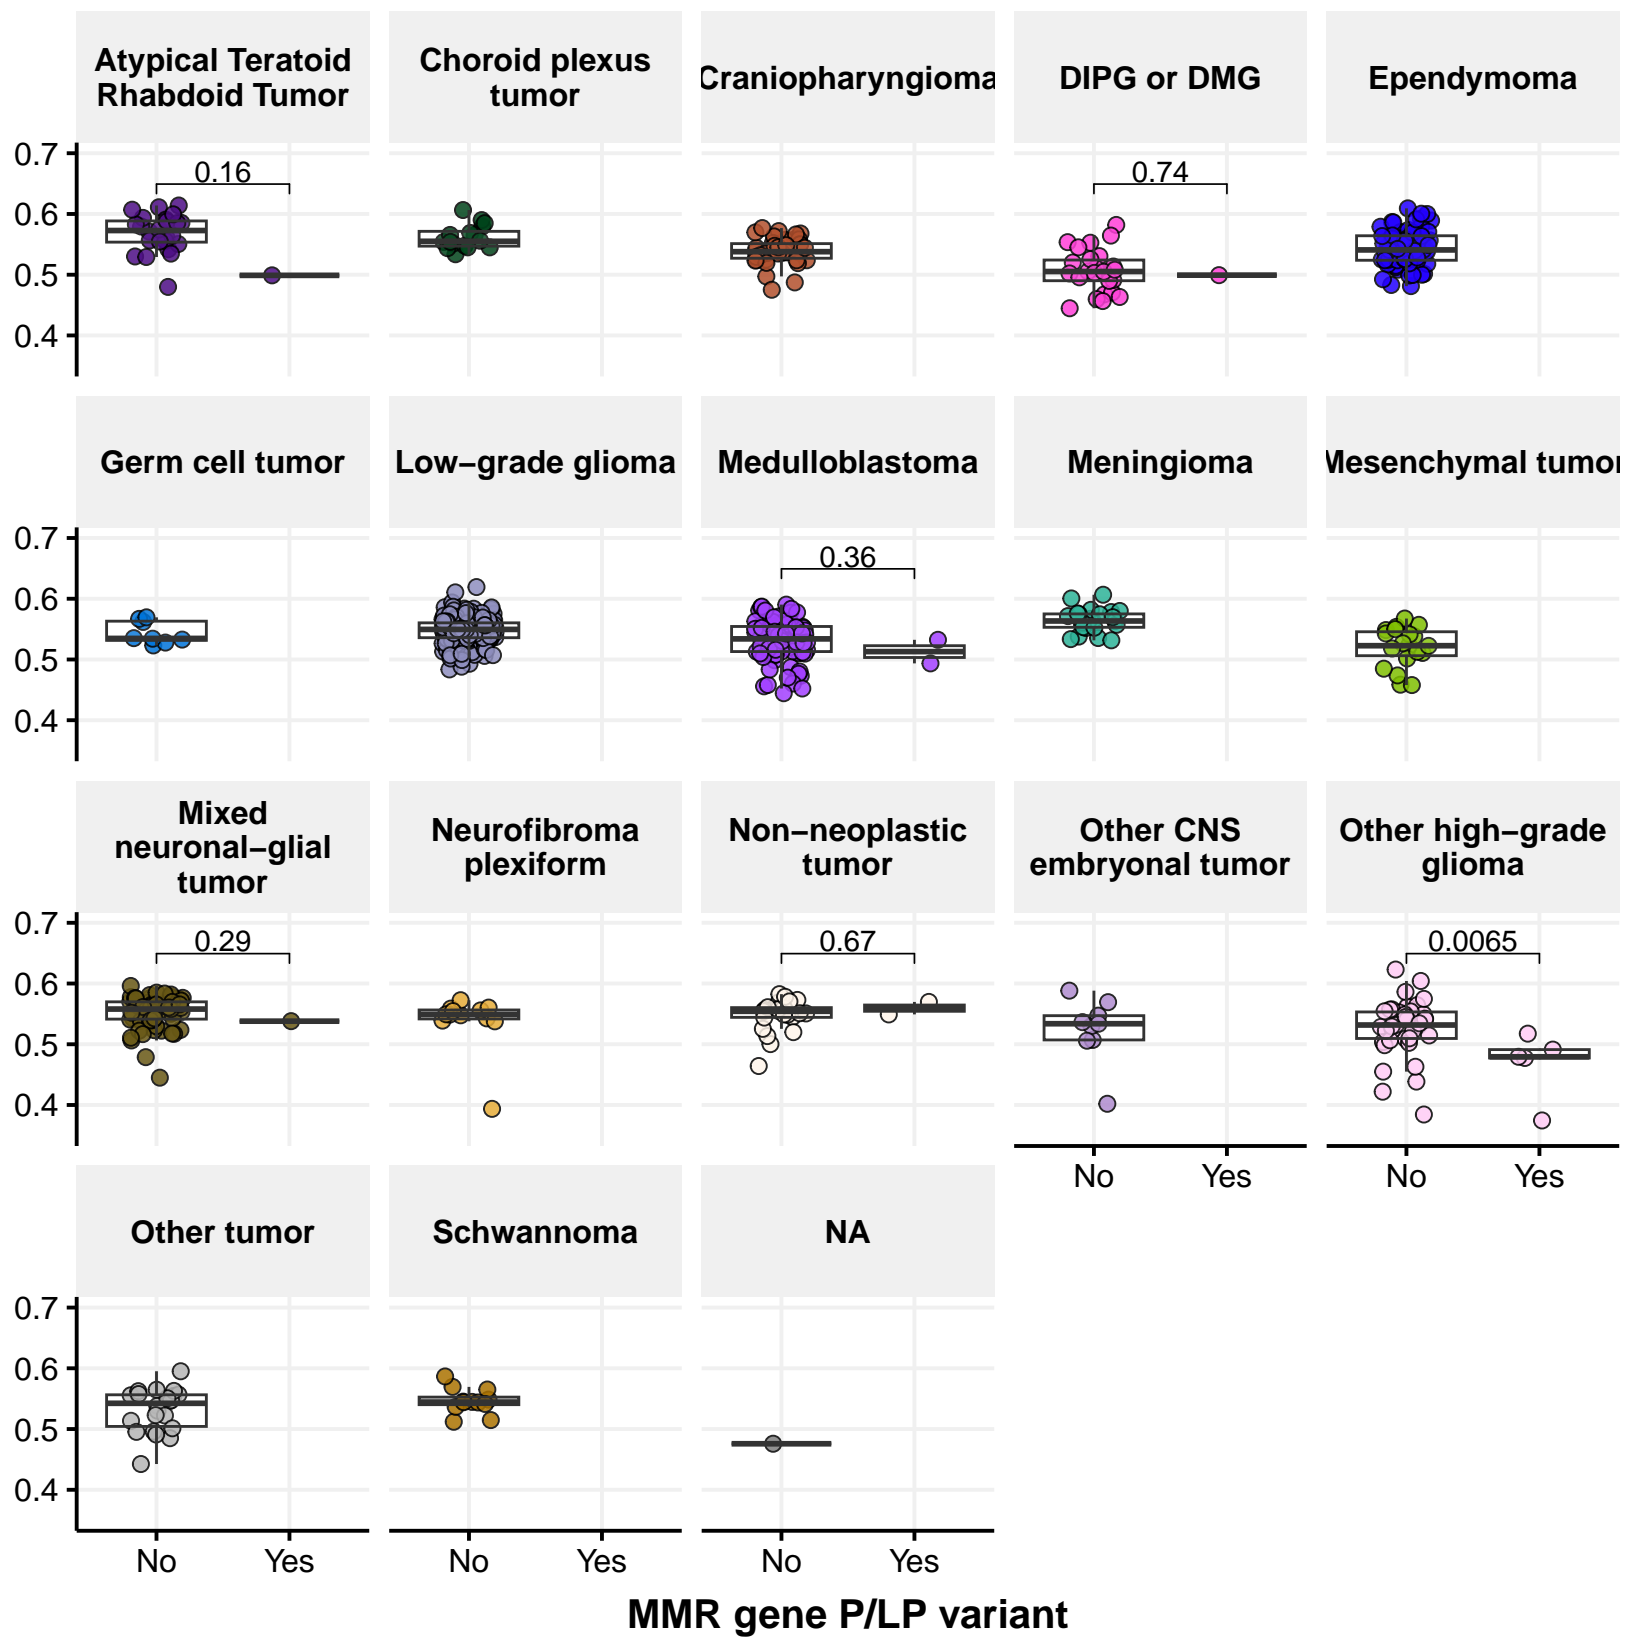 Atypical Teratoid
Rhabdoid Tumor
Choroid plexus
tumor
Craniopharyngioma
DIPG or DMG
Ependymoma
0.7
0.6
0.5
0.4
0.16
0.74
Germ cell tumor
Low−grade glioma
Medulloblastoma
Meningioma
Mesenchymal tumor
0.7
0.6
0.5
0.4
0.36
Mixed
neuronal−glial
tumor
Neurofibroma
plexiform
Non−neoplastic
tumor
Other CNS
embryonal tumor
Other high−grade
glioma
0.7
0.6
0.5
0.4
0.29
0.67
0.0065
No
Yes
No
Yes
Other tumor
Schwannoma
NA
0.7
0.6
0.5
0.4
No
Yes
No
Yes
No
Yes
MMR gene P/LP variant